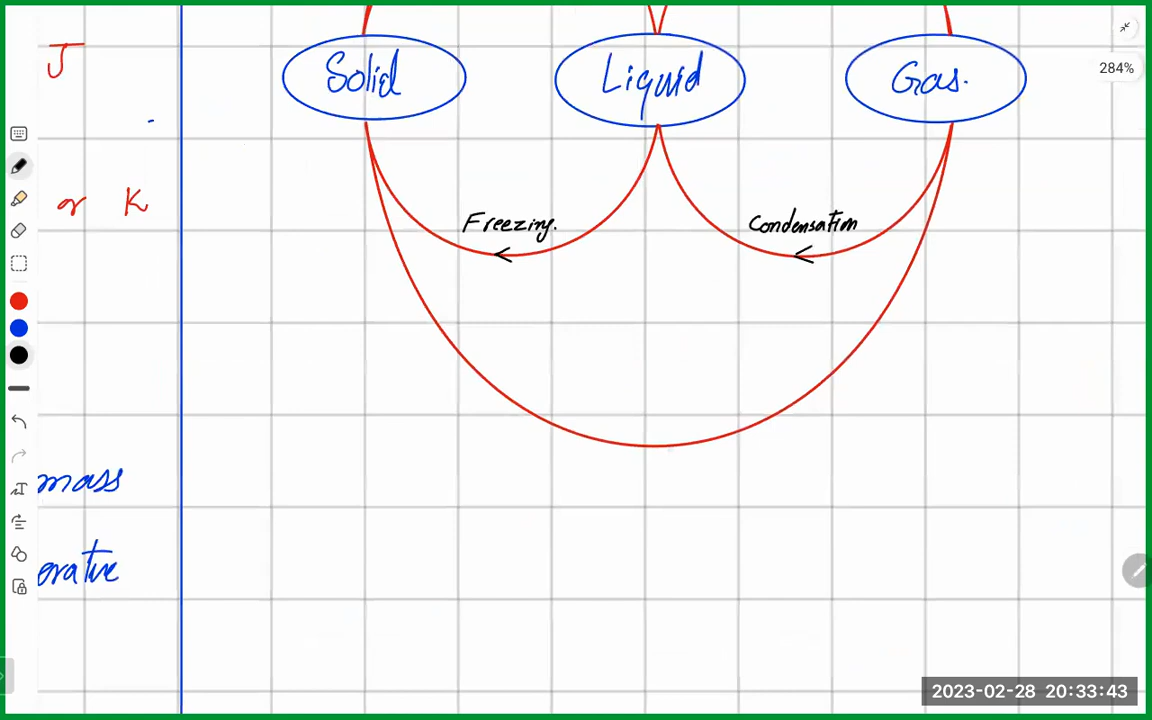 J
284%
Solid
Liquid
Gas.
or K
Freezing.
Condensation
mass
erature
2023-02-28 20:33:43